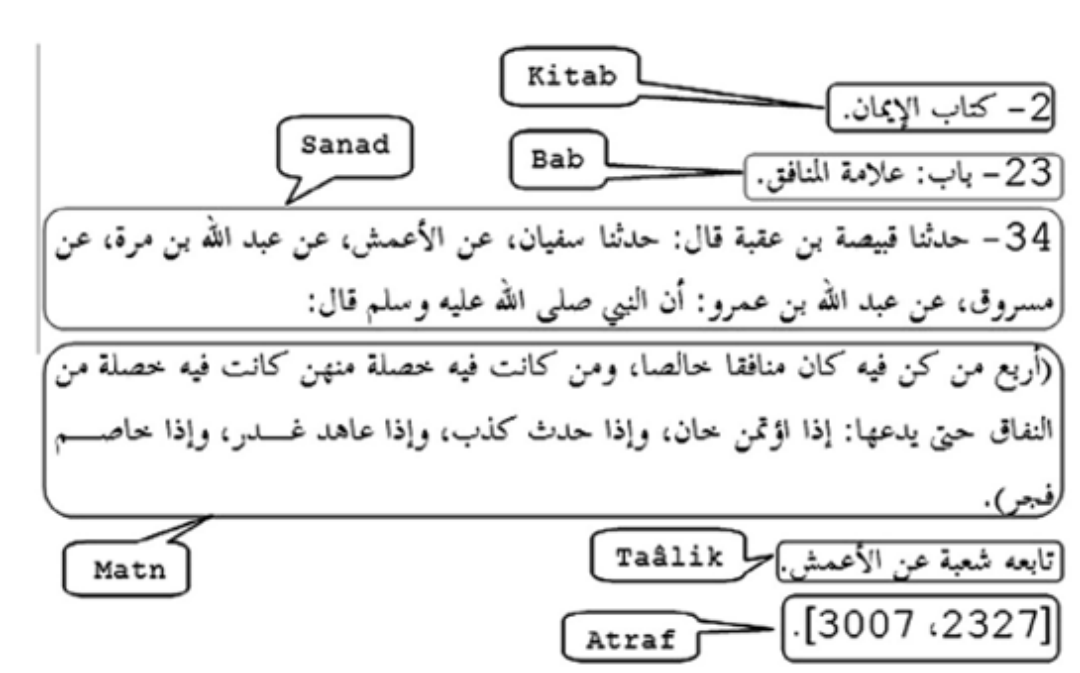 Kitab
2- كتاب الإيمان.
Sanad
Bab
23- باب: علامة المنافق.
34- حدثنا قبيصة بن عقبة قال: حدثنا سفيان، عن الأعمش، عن عبد الله بن مرة، عن
مسروق، عن عبد الله بن عمرو: أن النبي صلى الله عليه وسلم قال:
(أربع من كن فيه كان منافقا خالصا، ومن كانت فيه خصلة منهن كانت فيه خصلة من
النفاق حتى يدعها: إذا اؤتمن خان، وإذا حدث كذب، وإذا عاهد غـــدر، وإذا خاصـــم
فجر).
Matn
Taâlik
تابعه شعبة عن الأعمش.
Atraf
[2327، 3007].